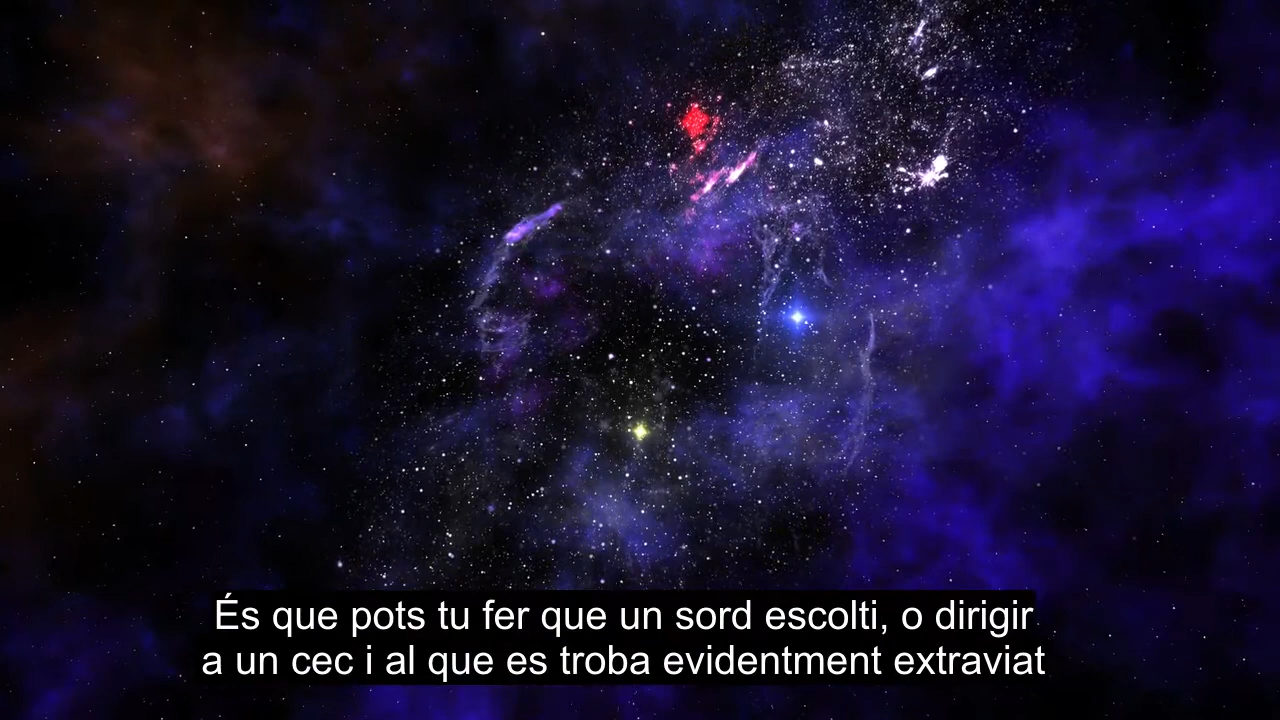 És que pots tu fer que un sord escolti, o dirigir
a un cec i al que es troba evidentment extraviat